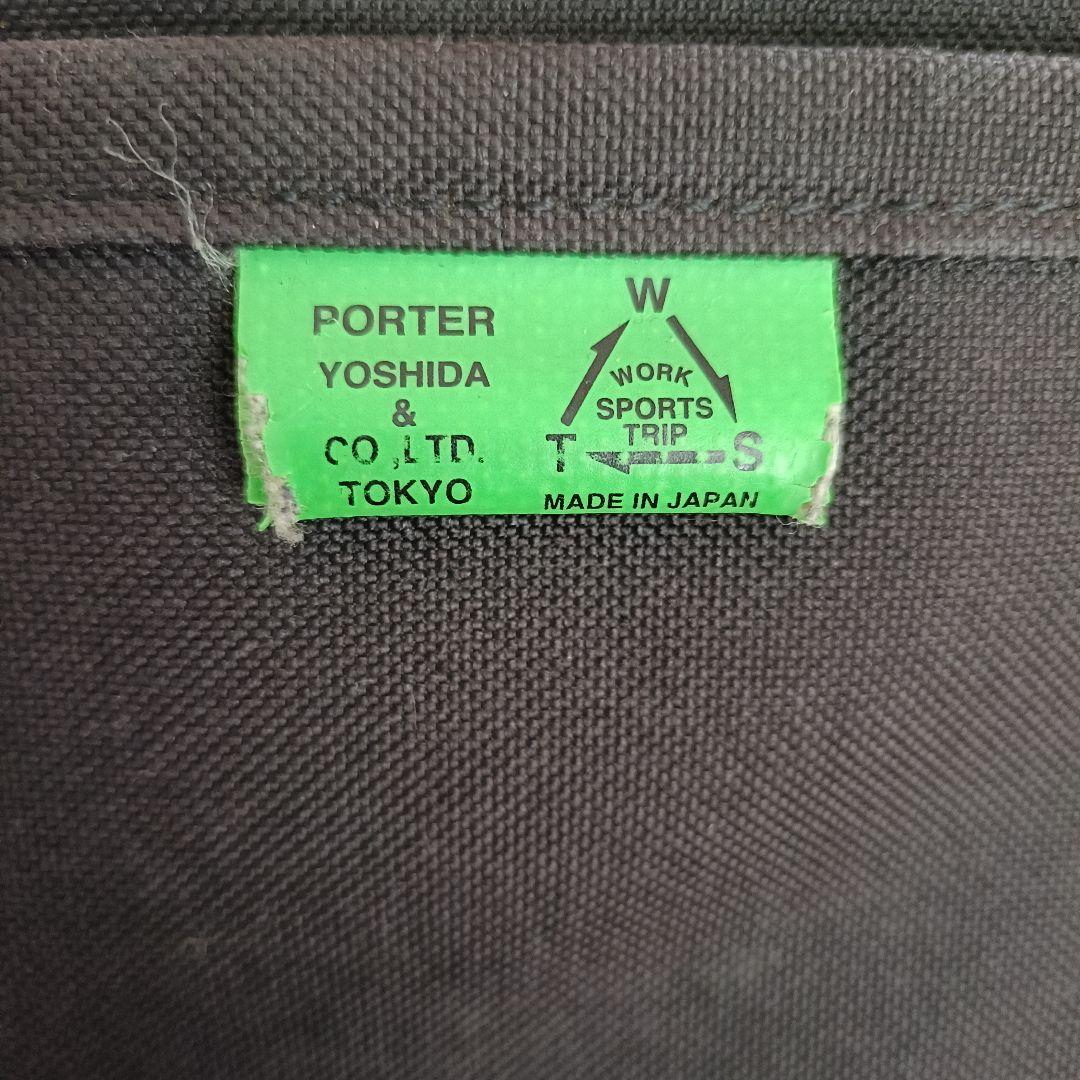 PORTER
YOSHIDA
&
CO.,LTD.
TOKYO
W
WORK
SPORTS
TRIP
T S
MADE IN JAPAN